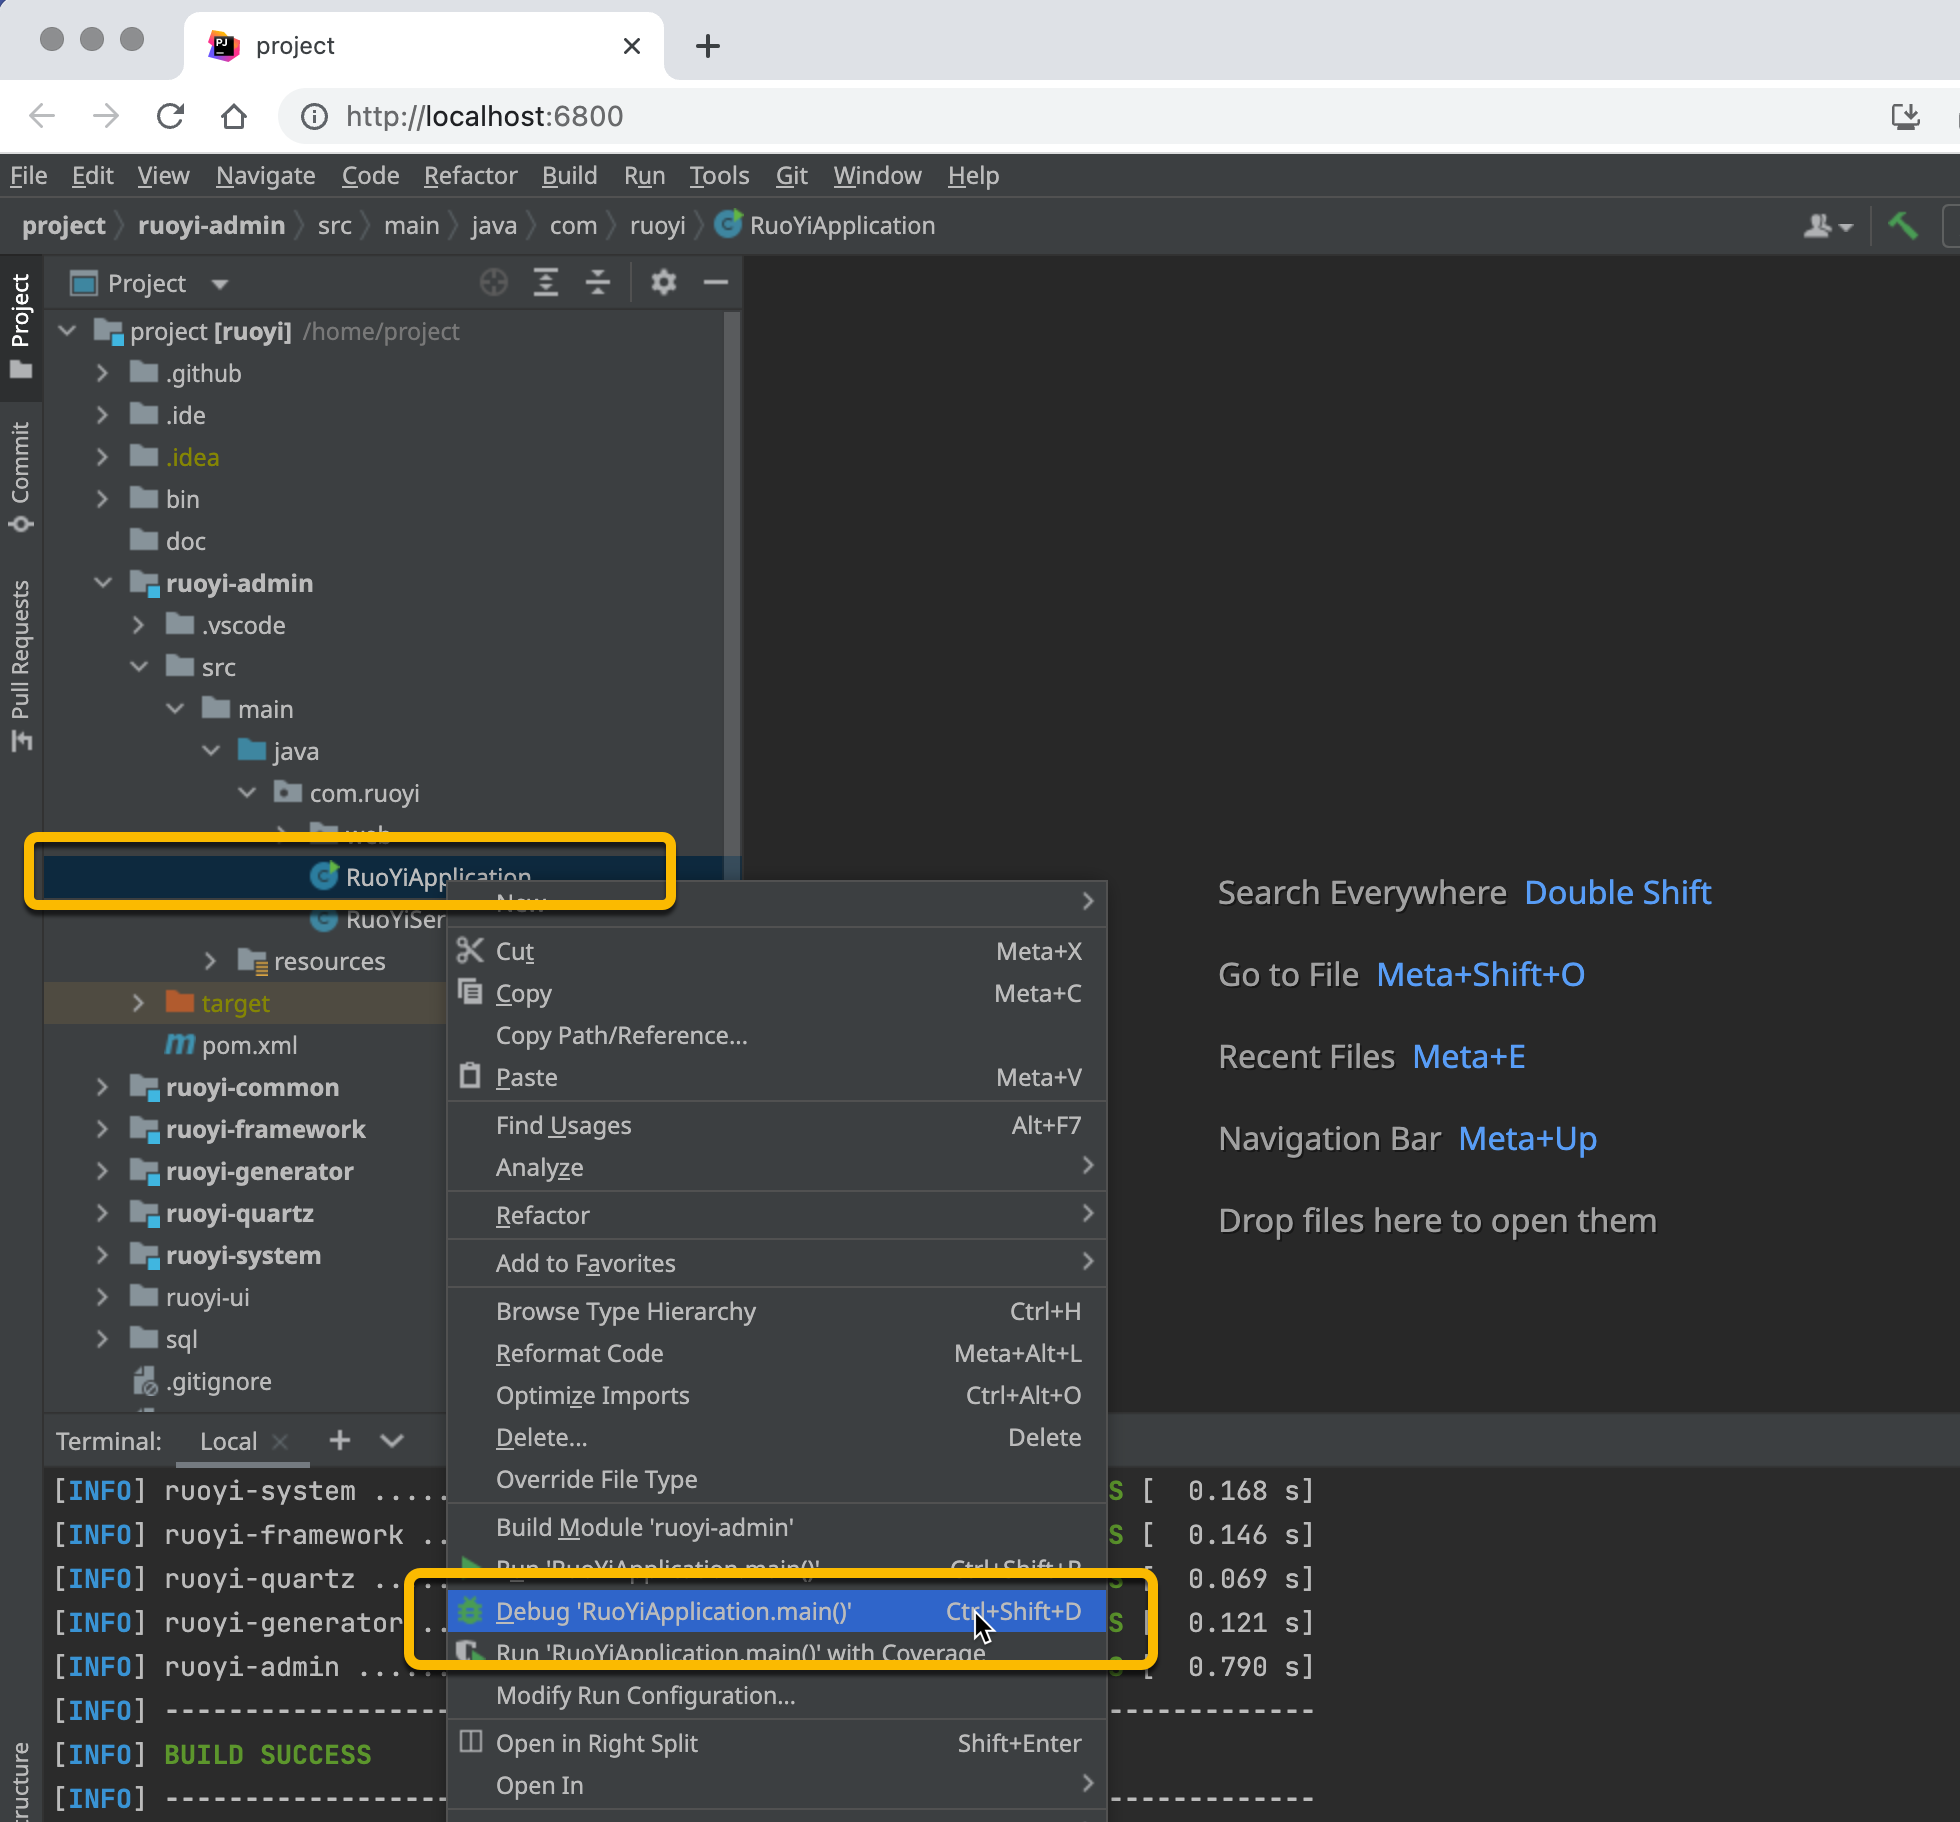 project
http://localhost:6800
File Edit View Navigate Code Refactor Build Run Tools Git Window Help
project ruoyi-admin src main java com ruoyi RuoYiApplication
Project
Commit
Pull Requests
Project
project [ruoyi] /home/project
.github
.ide
.idea
bin
doc
ruoyi-admin
.vscode
src
main
java
com.ruoyi
web
RuoYiApplication
RuoYiSer
resources
target
pom.xml
ruoyi-common
ruoyi-framework
ruoyi-generator
ruoyi-quartz
ruoyi-system
ruoyi-ui
sql
.gitignore
New
Cut Meta+X
Copy Meta+C
Copy Path/Reference...
Paste Meta+V
Find Usages Alt+F7
Analyze
Refactor
Add to Favorites
Browse Type Hierarchy Ctrl+H
Reformat Code Meta+Alt+L
Optimize Imports Ctrl+Alt+O
Delete... Delete
Override File Type
Build Module 'ruoyi-admin'
Run 'RuoYiApplication.main()' Ctrl+Shift+R
Debug 'RuoYiApplication.main()' Ctrl+Shift+D
Run 'RuoYiApplication.main()' with Coverage
Modify Run Configuration...
Open in Right Split Shift+Enter
Open In
Search Everywhere Double Shift
Go to File Meta+Shift+O
Recent Files Meta+E
Navigation Bar Meta+Up
Drop files here to open them
Terminal: Local
[INFO] ruoyi-system ..... S [ 0.168 s]
[INFO] ruoyi-framework .. S [ 0.146 s]
[INFO] ruoyi-quartz .. S [ 0.069 s]
[INFO] ruoyi-generator .. S [ 0.121 s]
[INFO] ruoyi-admin ...... S [ 0.790 s]
[INFO] ------------------ -------------
[INFO] BUILD SUCCESS
[INFO] ------------------ -------------
ructure